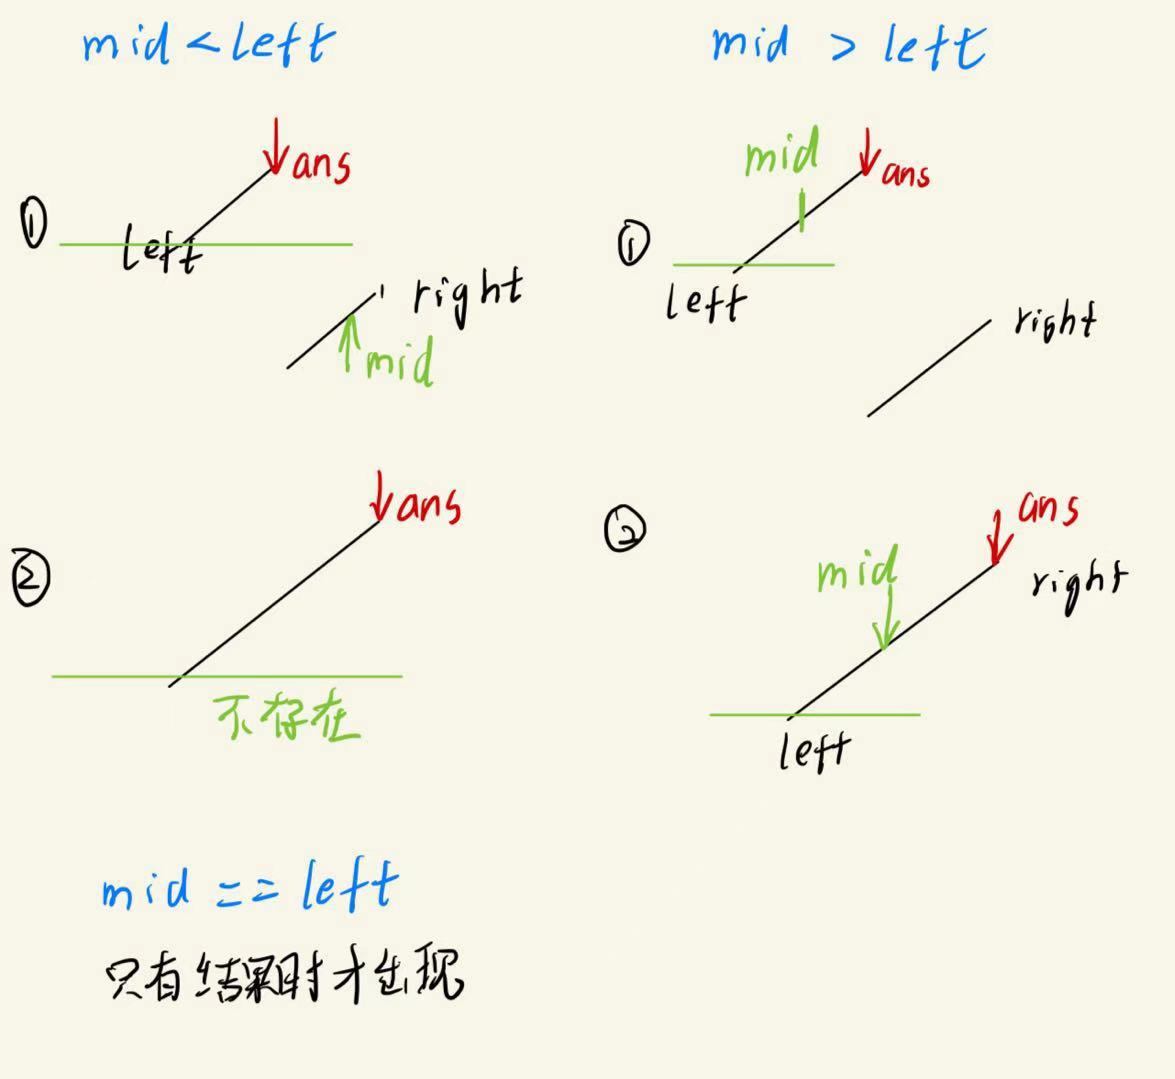 mid < left
① ans
left
right
mid
② ans
不存在
mid == left
只有结果时才出现
mid > left
mid ans
①
left
right
② ans
mid
right
left